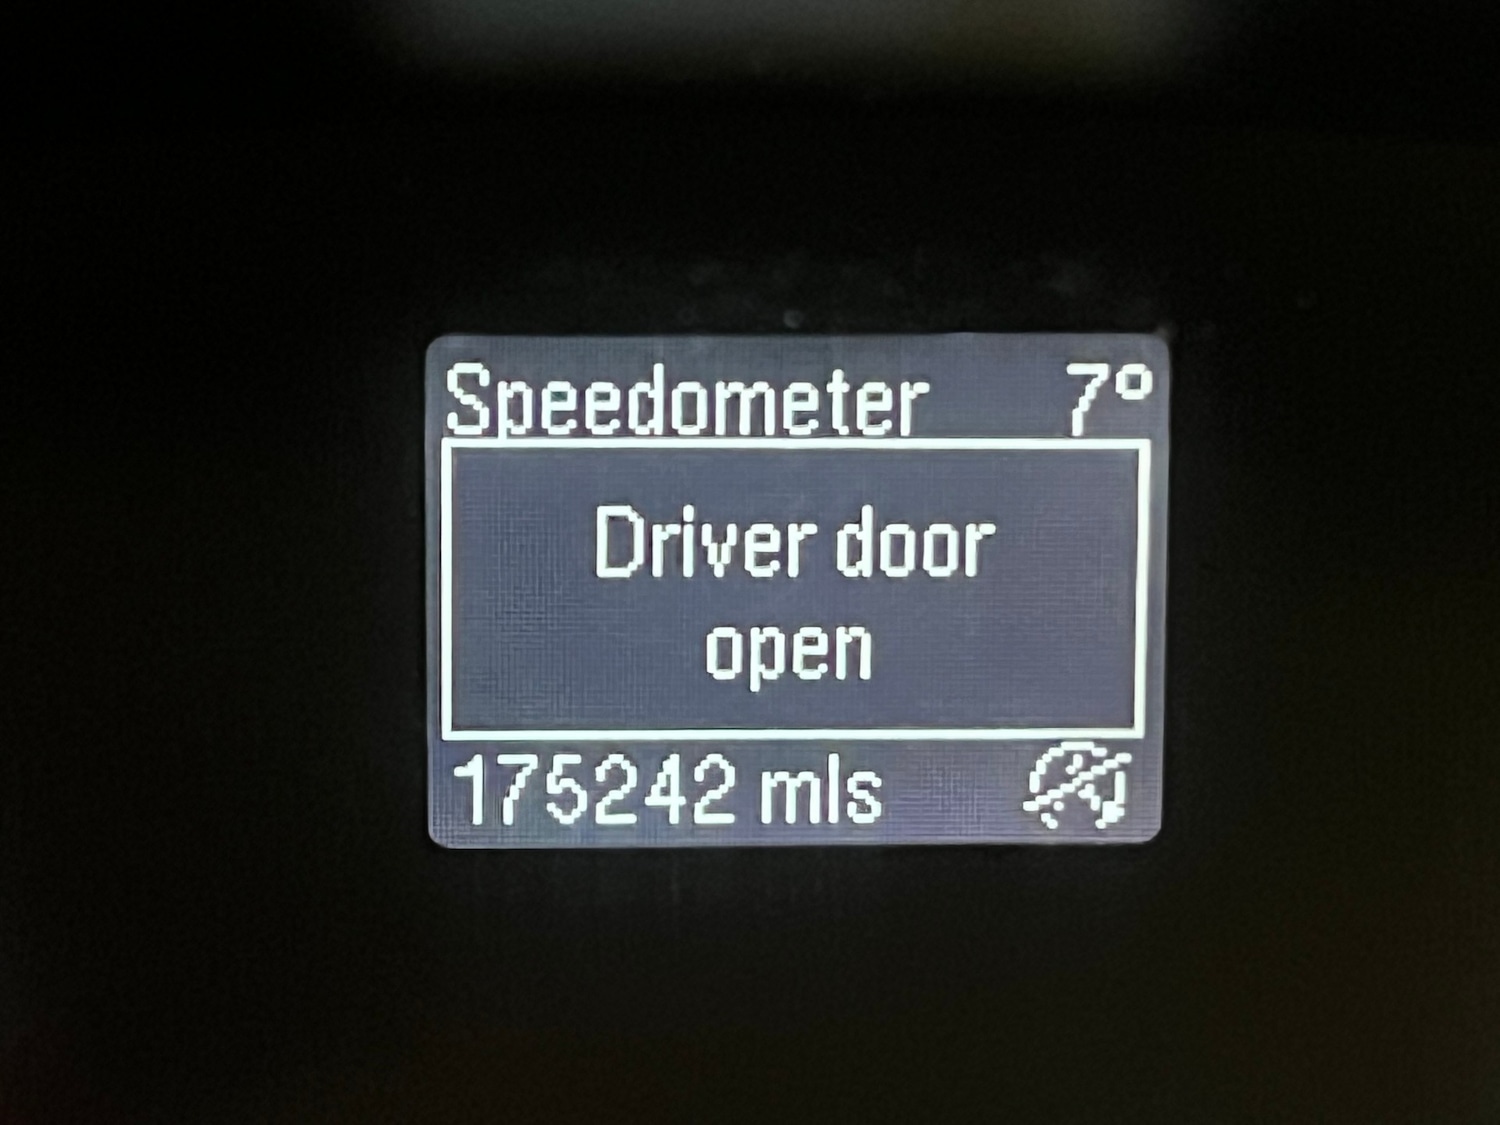 Speedometer 7°
Driver door
open
175242 mls